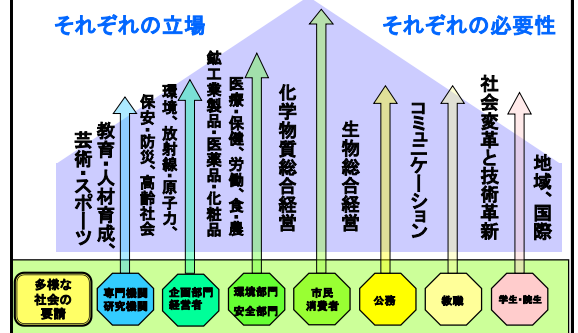 それぞれの立場
それぞれの必要性
芸術・スポーツ
教育・人材育成、
保安・防災、高齢社会
環境、放射線・原子力、
鉱工業製品・医薬品・化粧品
医療・保健、労働、食・農
化学物質総合経営
生物総合経営
コミュニケーション
社会変革と技術革新
地域、国際
多様な
社会の
要請
専門機関
研究機関
企画部門
経営者
環境部門
安全部門
市民
消費者
公務
教職
学生・院生